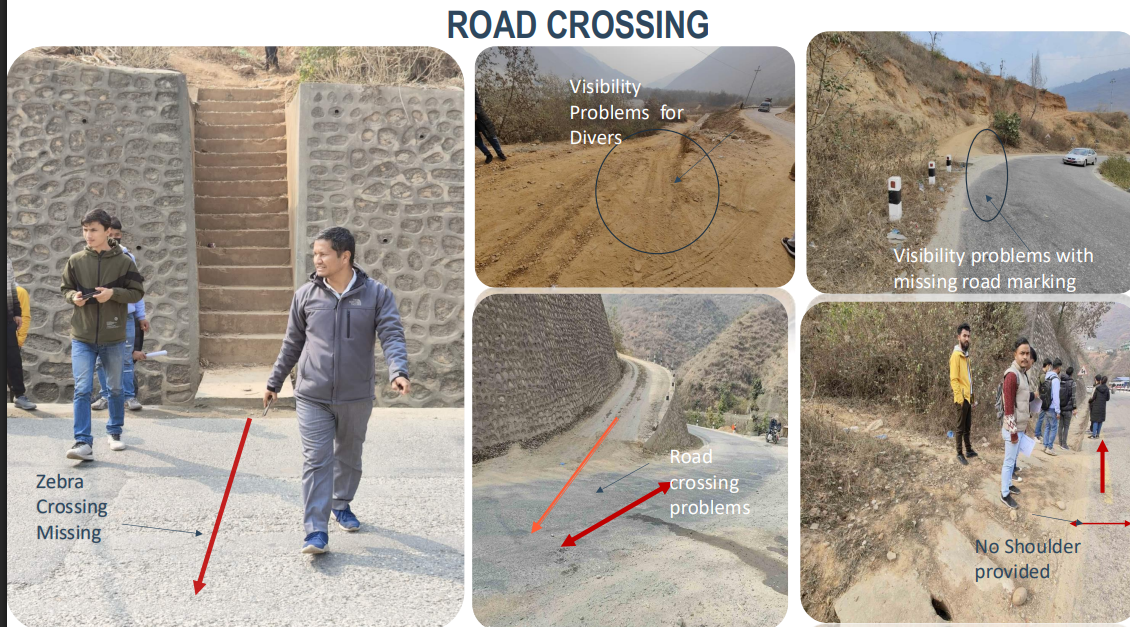 ROAD CROSSING
Visibility
Problems for
Divers
Visibility problems with
missing road marking
Zebra
Crossing
Missing
Road
crossing
problems
No Shoulder
provided